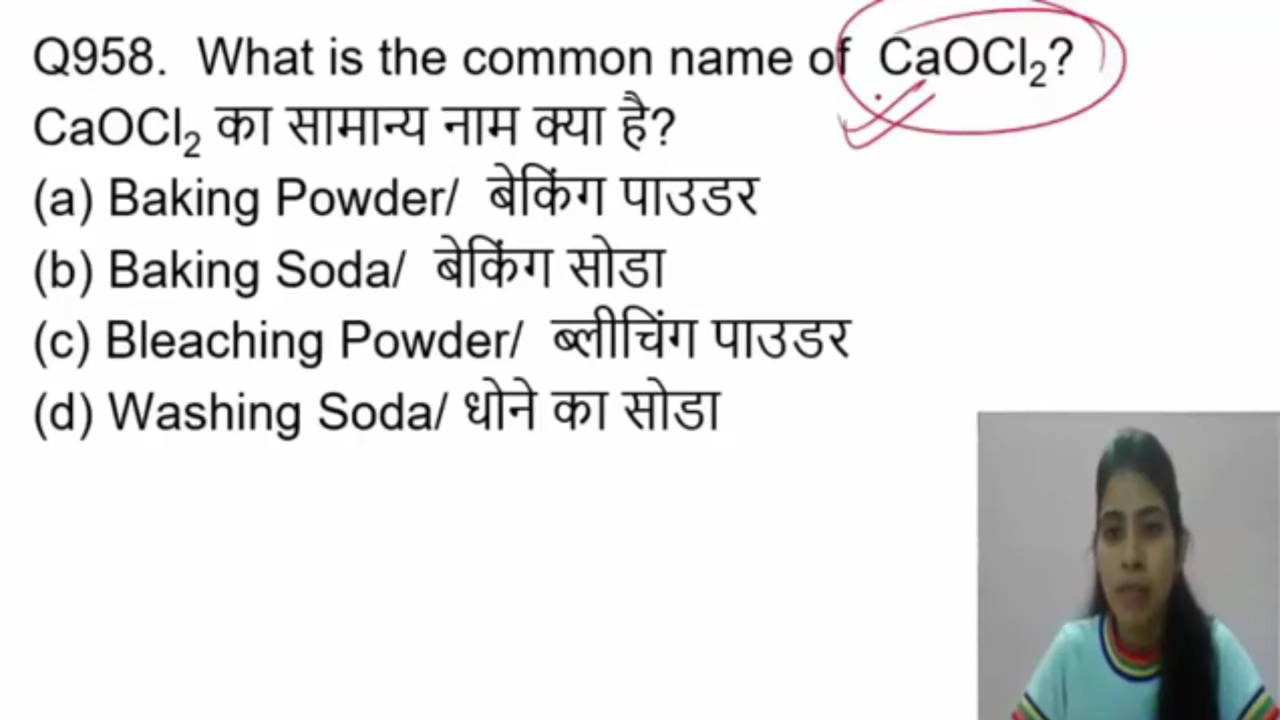 Q958. What is the common name of CaOCl₂?
CaOCl₂ का सामान्य नाम क्या है?
(a) Baking Powder/ बेकिंग पाउडर
(b) Baking Soda/ बेकिंग सोडा
(c) Bleaching Powder/ ब्लीचिंग पाउडर
(d) Washing Soda/ धोने का सोडा